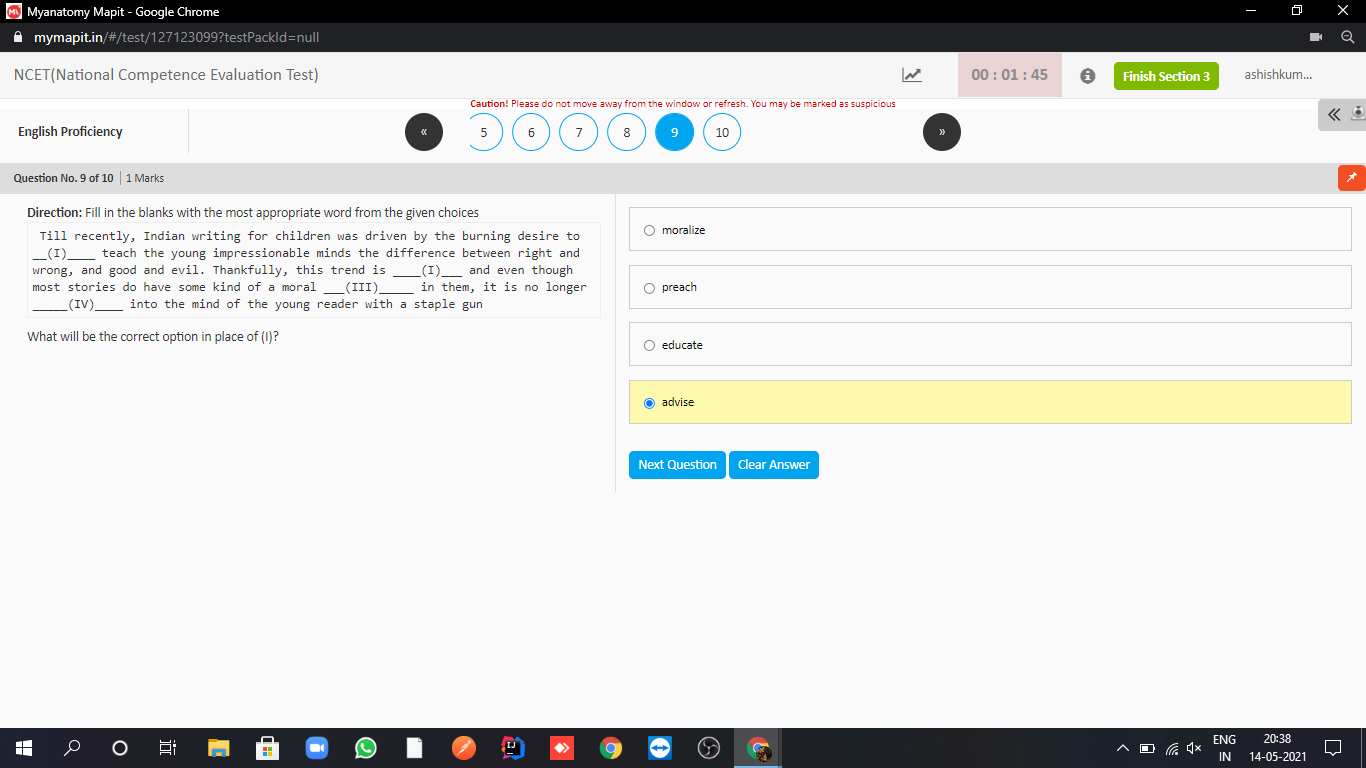 Myanatomy Mapit - Google Chrome
mymapit.in/#/test/127123099?testPackId=null
NCET(National Competence Evaluation Test)
00 : 01 : 45
Finish Section 3
ashishkum...
Caution! Please do not move away from the window or refresh. You may be marked as suspicious
English Proficiency
« 5 6 7 8 9 10 »
Question No. 9 of 10 | 1 Marks
Direction: Fill in the blanks with the most appropriate word from the given choices
Till recently, Indian writing for children was driven by the burning desire to
__(I)____ teach the young impressionable minds the difference between right and
wrong, and good and evil. Thankfully, this trend is ____(I)___ and even though
most stories do have some kind of a moral ___(III)_____ in them, it is no longer
_____(IV)____ into the mind of the young reader with a staple gun
What will be the correct option in place of (I)?
moralize
preach
educate
advise
Next Question
Clear Answer
ENG
IN
20:38
14-05-2021